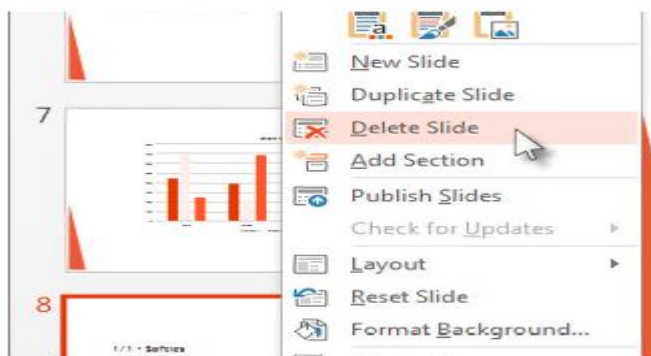 New Slide
Duplicate Slide
7
Delete Slide
Add Section
Publish Slides
Check for Updates
Layout
8
Reset Slide
Format Background...